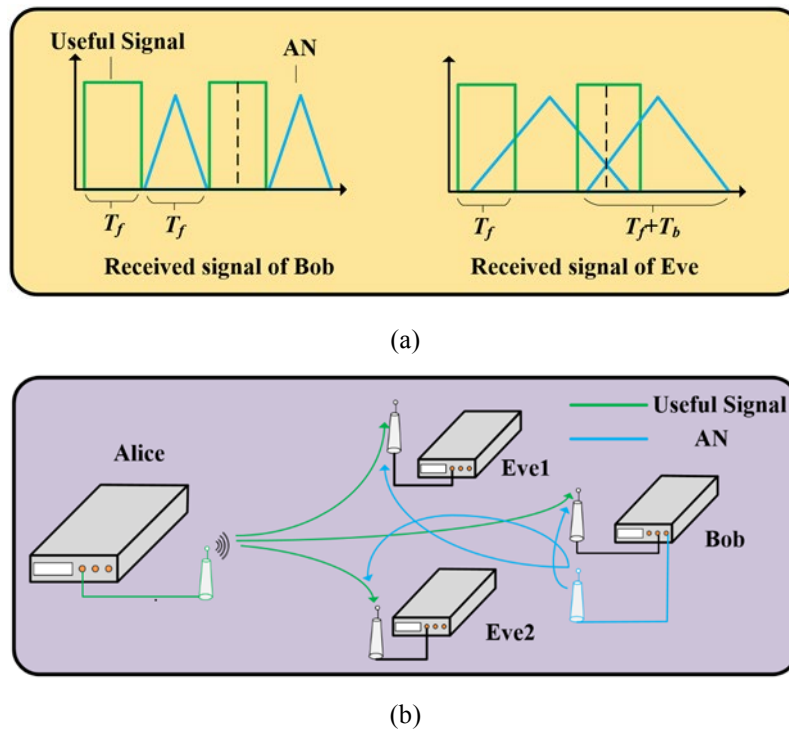 Useful Signal
AN
T_f
T_f
T_f
T_f+T_b
Received signal of Bob
Received signal of Eve
(a)
Useful Signal
AN
Alice
Eve1
Bob
Eve2
(b)